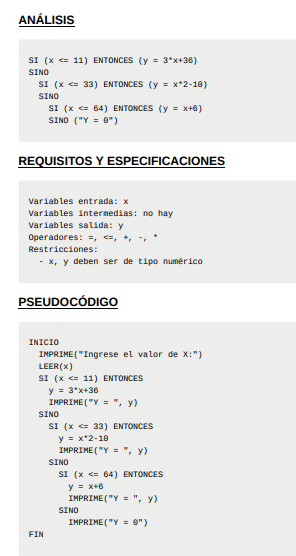 ANÁLISIS
SI (x <= 11) ENTONCES (y = 3*x+36)
SINO
SI (x <= 33) ENTONCES (y = x*2-10)
SINO
SI (x <= 64) ENTONCES (y = x+6)
SINO ("Y = 0")
REQUISITOS Y ESPECIFICACIONES
Variables entrada: x
Variables intermedias: no hay
Variables salida: y
Operadores: =, <=, +, -, *
Restricciones:
- x, y deben ser de tipo numérico
PSEUDOCÓDIGO
INICIO
IMPRIME("Ingrese el valor de X:")
LEER(x)
SI (x <= 11) ENTONCES
y = 3*x+36
IMPRIME("Y = ", y)
SINO
SI (x <= 33) ENTONCES
y = x*2-10
IMPRIME("Y = ", y)
SINO
SI (x <= 64) ENTONCES
y = x+6
IMPRIME("Y = ", y)
SINO
IMPRIME("Y = 0")
FIN